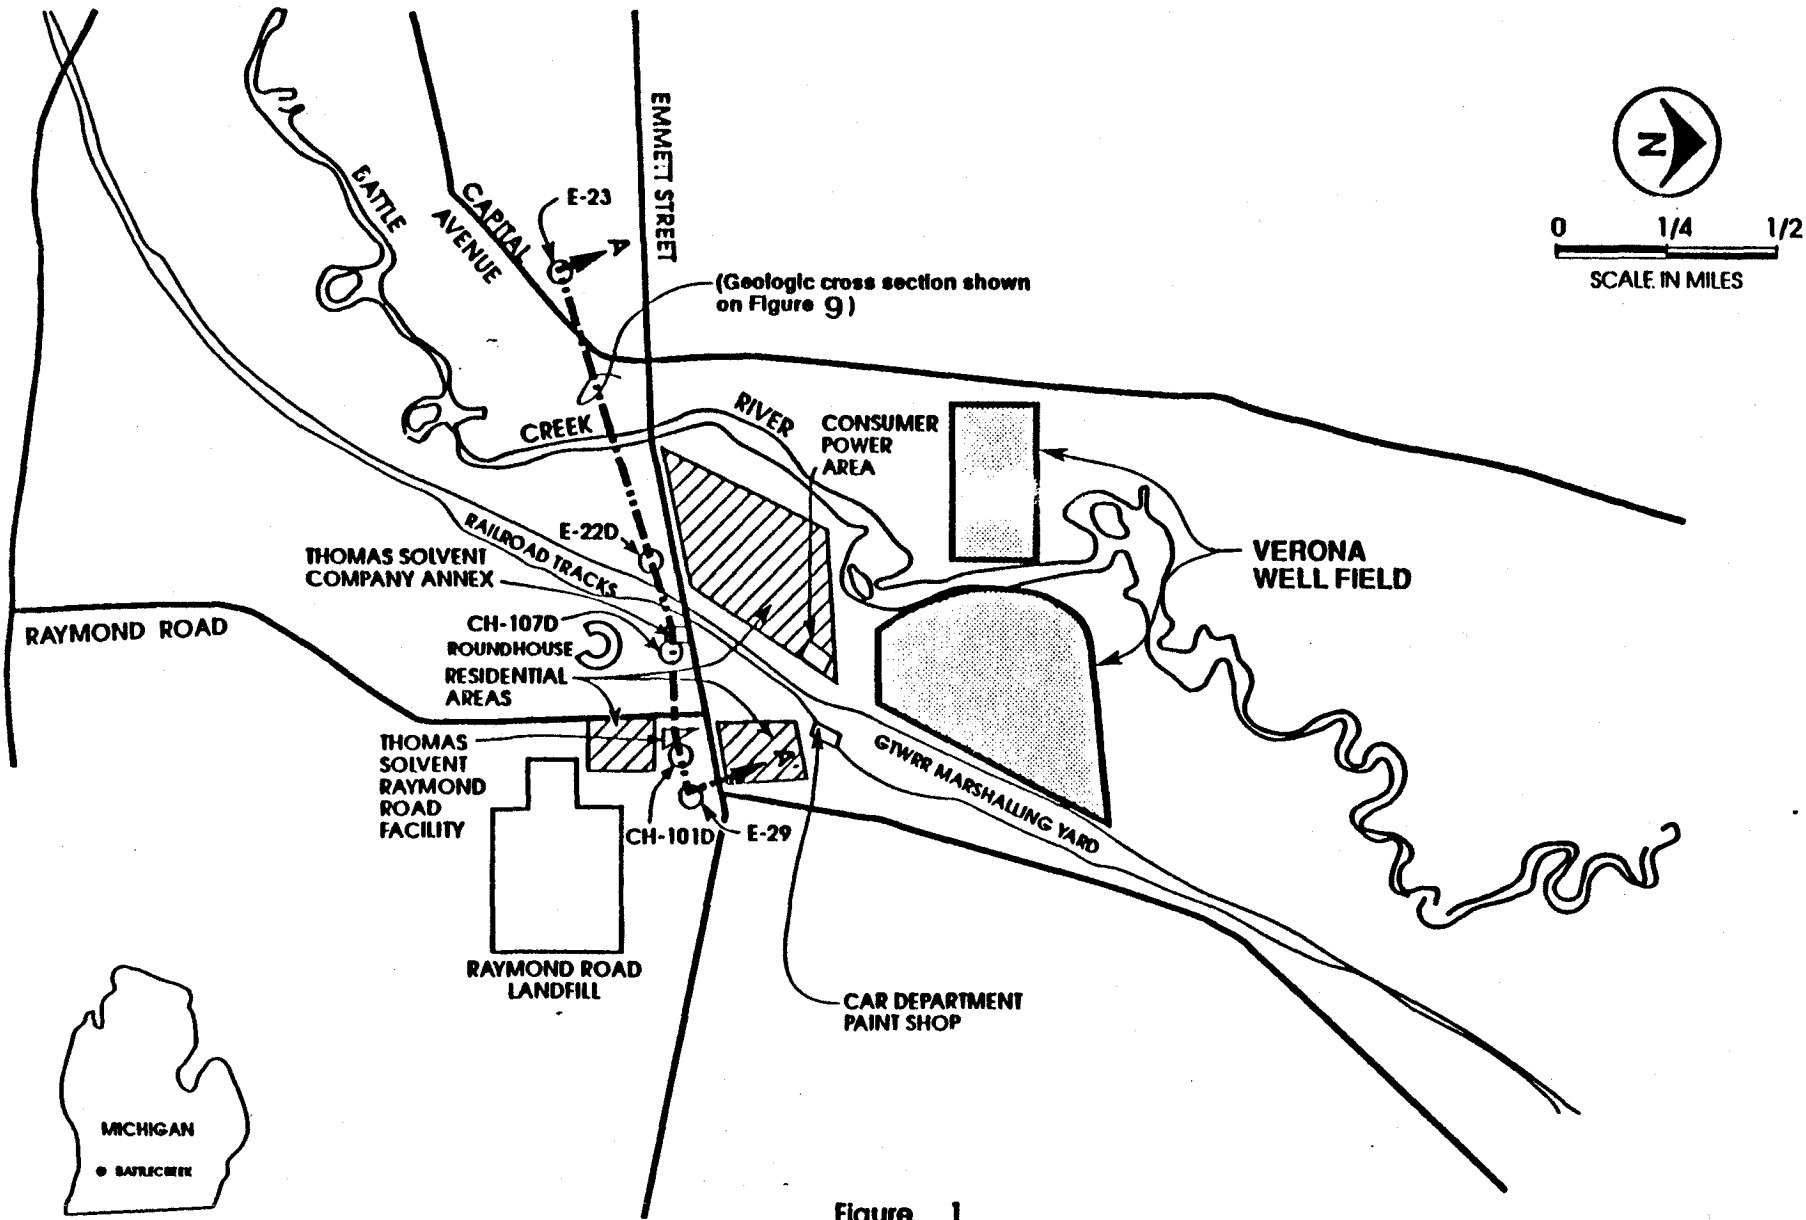 EMMETT STREET
N
0 1/4 1/2
SCALE IN MILES
BATTLE
CAPITAL
AVENUE
E-23
A
(Geologic cross section shown
on Figure 9)
CREEK
RIVER
CONSUMER
POWER
AREA
VERONA
WELL FIELD
E-22D
RAILROAD TRACKS
THOMAS SOLVENT
COMPANY ANNEX
CH-107D
ROUNDHOUSE
RESIDENTIAL
AREAS
RAYMOND ROAD
THOMAS
SOLVENT
RAYMOND
ROAD
FACILITY
A'
GTWRR MARSHALLING YARD
CH-101D
E-29
RAYMOND ROAD
LANDFILL
CAR DEPARTMENT
PAINT SHOP
MICHIGAN
BATTLECREEK
Figure 1